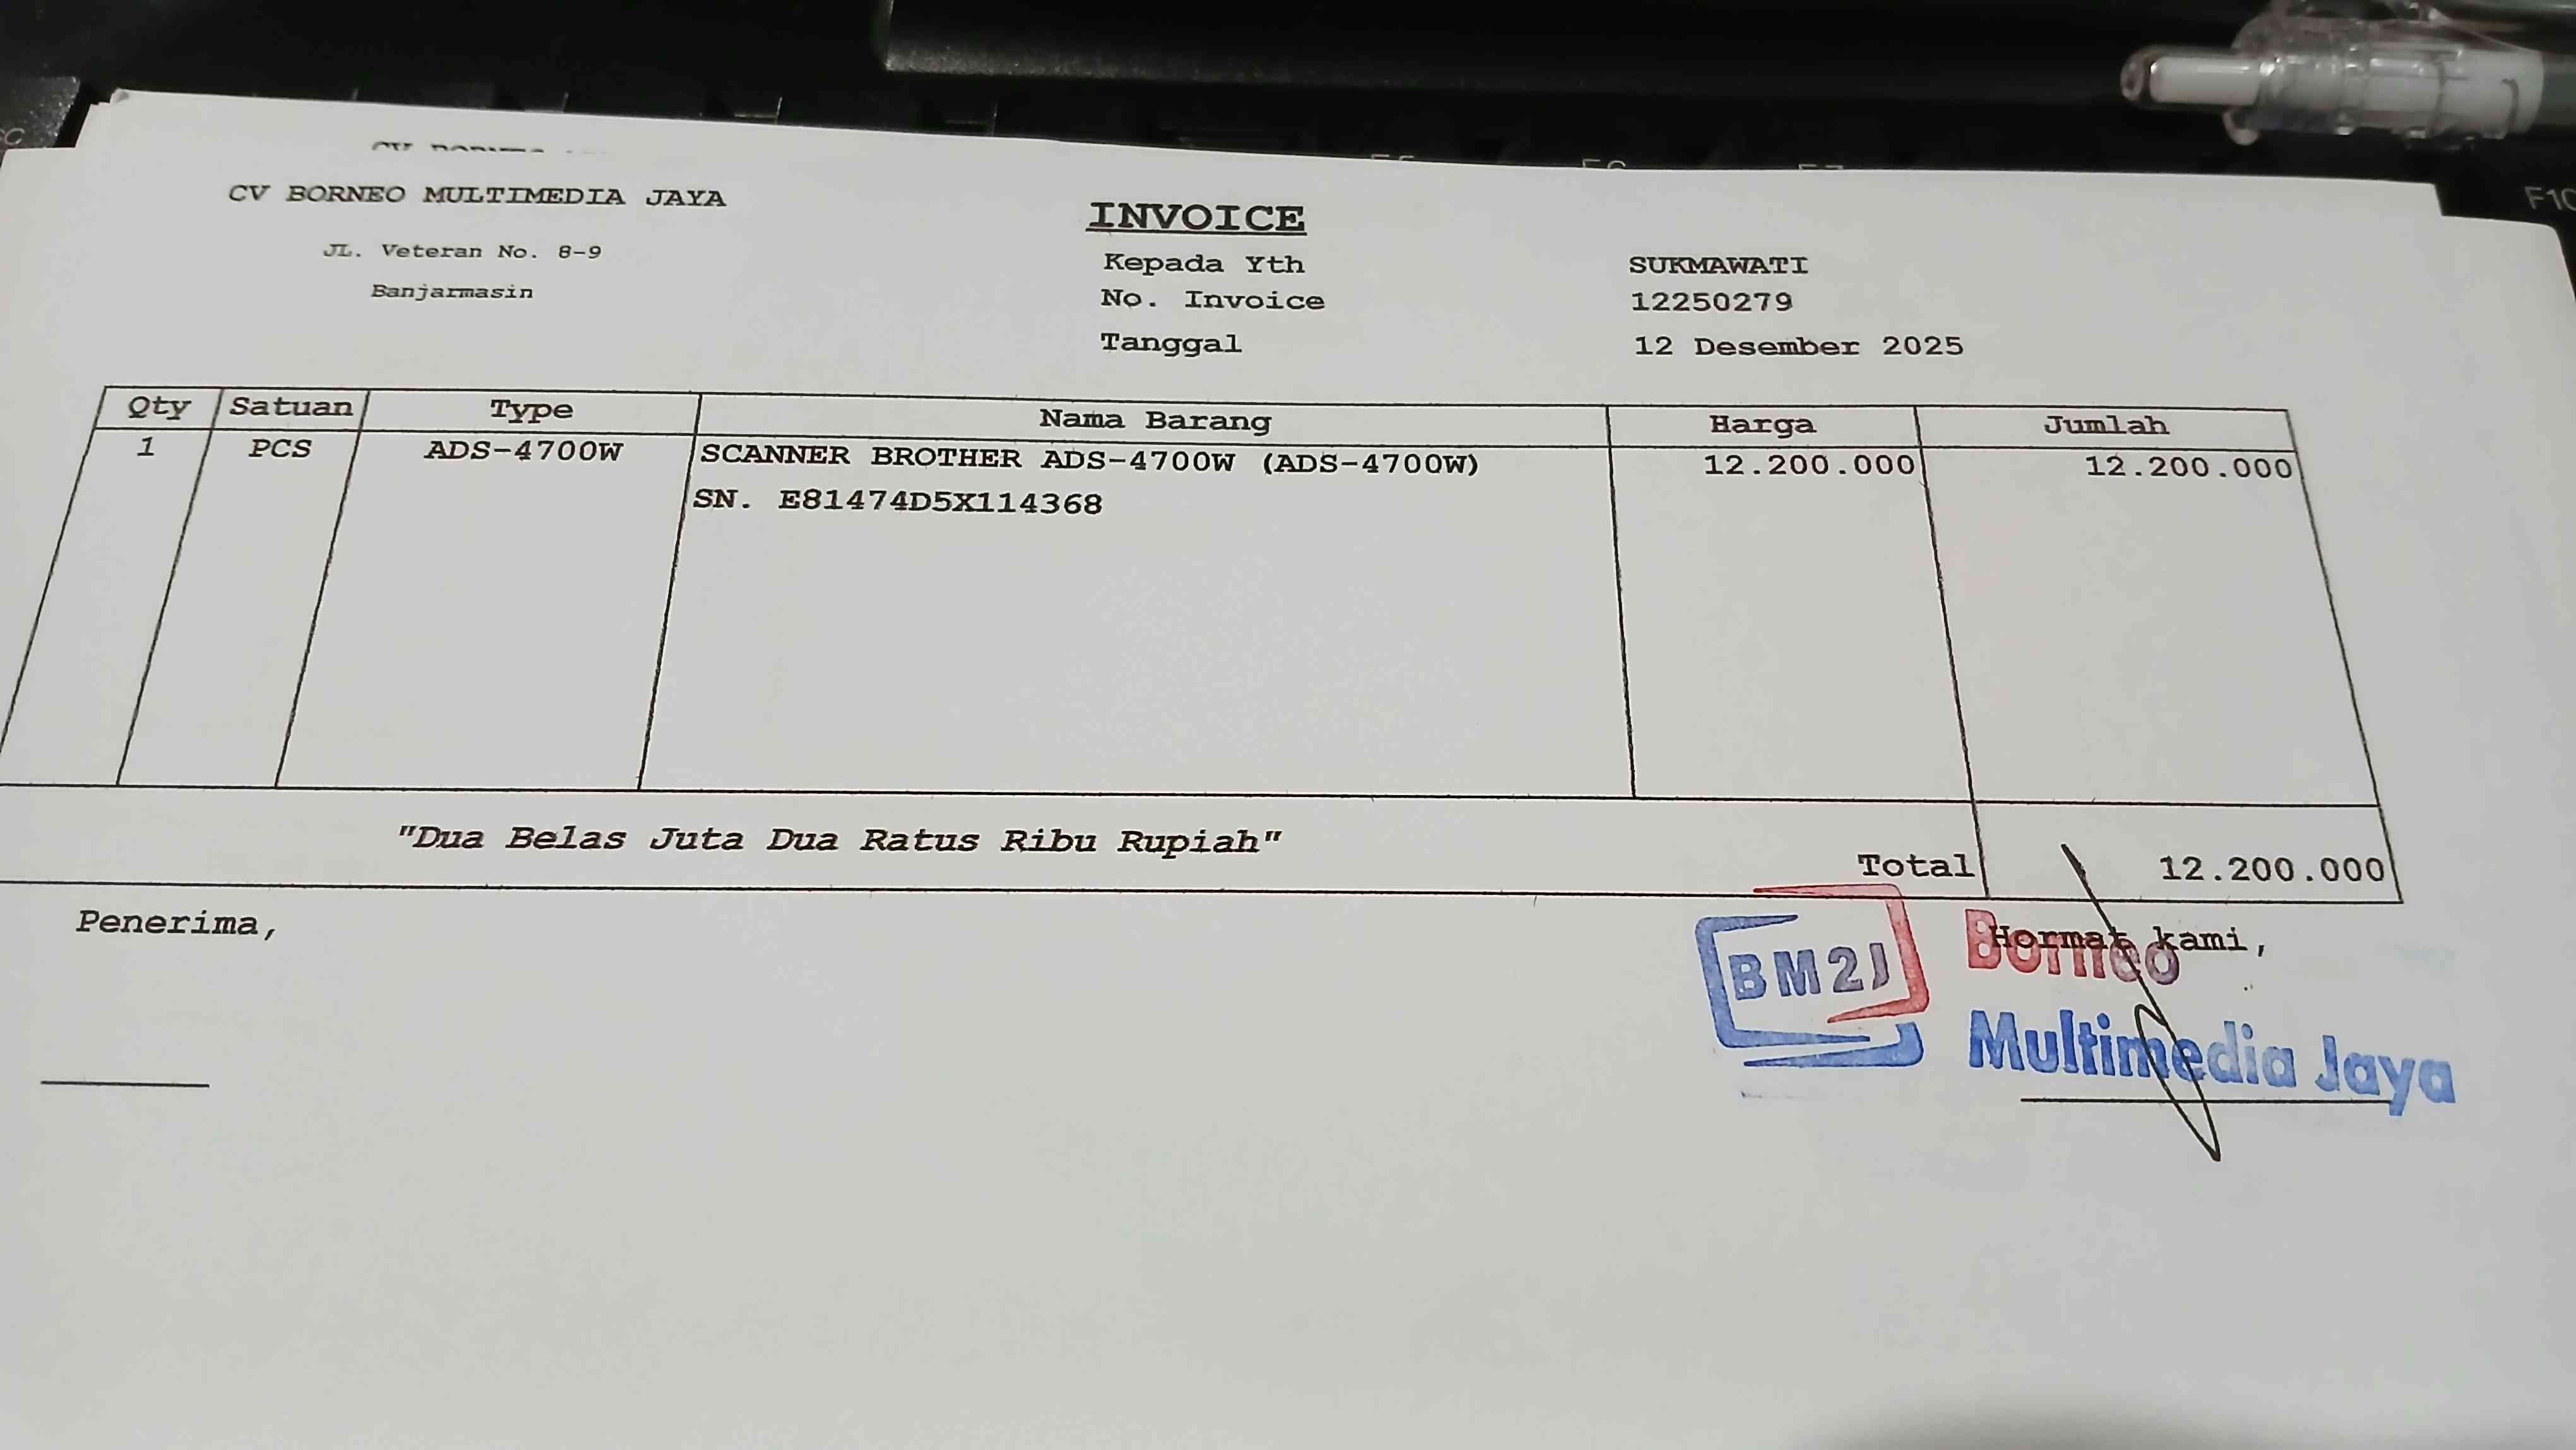 CV BORNEO MULTIMEDIA JAYA
JL. Veteran No. 8-9
Banjarmasin
INVOICE
Kepada Yth SUKMAWATI
No. Invoice 12250279
Tanggal 12 Desember 2025
Qty Satuan Type Nama Barang Harga Jumlah
1 PCS ADS-4700W SCANNER BROTHER ADS-4700W (ADS-4700W) 12.200.000 12.200.000
SN. E81474D5X114368
"Dua Belas Juta Dua Ratus Ribu Rupiah"
Total 12.200.000
Penerima,
Hormat kami,
BM2J
Borneo
Multimedia Jaya
F10